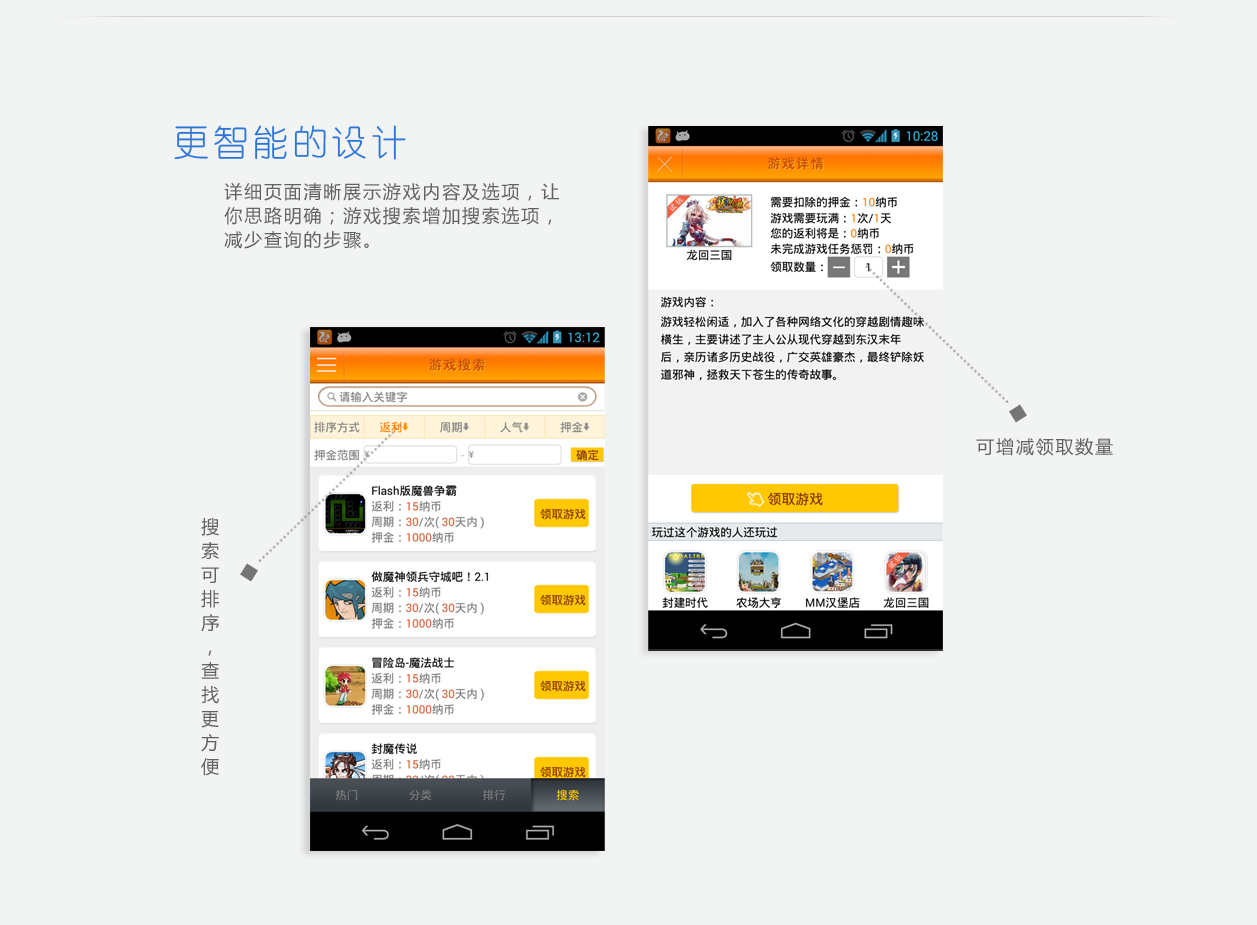 更智能的设计
详细页面清晰展示游戏内容及选项，让
你思路明确；游戏搜索增加搜索选项，
减少查询的步骤。
13:12
游戏搜索
请输入关键字
排序方式 返利 周期 人气 押金
押金范围 ¥ - ¥ 确定
Flash版魔兽争霸
返利：15纳币
周期：30/次(30天内)
押金：1000纳币
领取游戏
做魔神领兵守城吧！2.1
返利：15纳币
周期：30/次(30天内)
押金：1000纳币
领取游戏
冒险岛-魔法战士
返利：15纳币
周期：30/次(30天内)
押金：1000纳币
领取游戏
封魔传说
返利：15纳币
周期：30/次(30天内)
领取游戏
热门 分类 排行 搜索
搜索可排序，查找更方便
10:28
游戏详情
试玩
龙回三国
需要扣除的押金：10纳币
游戏需要玩满：1次/1天
您的返利将是：0纳币
未完成游戏任务惩罚：0纳币
领取数量： 1
游戏内容：
游戏轻松闲适，加入了各种网络文化的穿越剧情趣味
横生，主要讲述了主人公从现代穿越到东汉末年
后，亲历诸多历史战役，广交英雄豪杰，最终铲除妖
道邪神，拯救天下苍生的传奇故事。
领取游戏
玩过这个游戏的人还玩过
封建时代 农场大亨 MM汉堡店 龙回三国
可增减领取数量